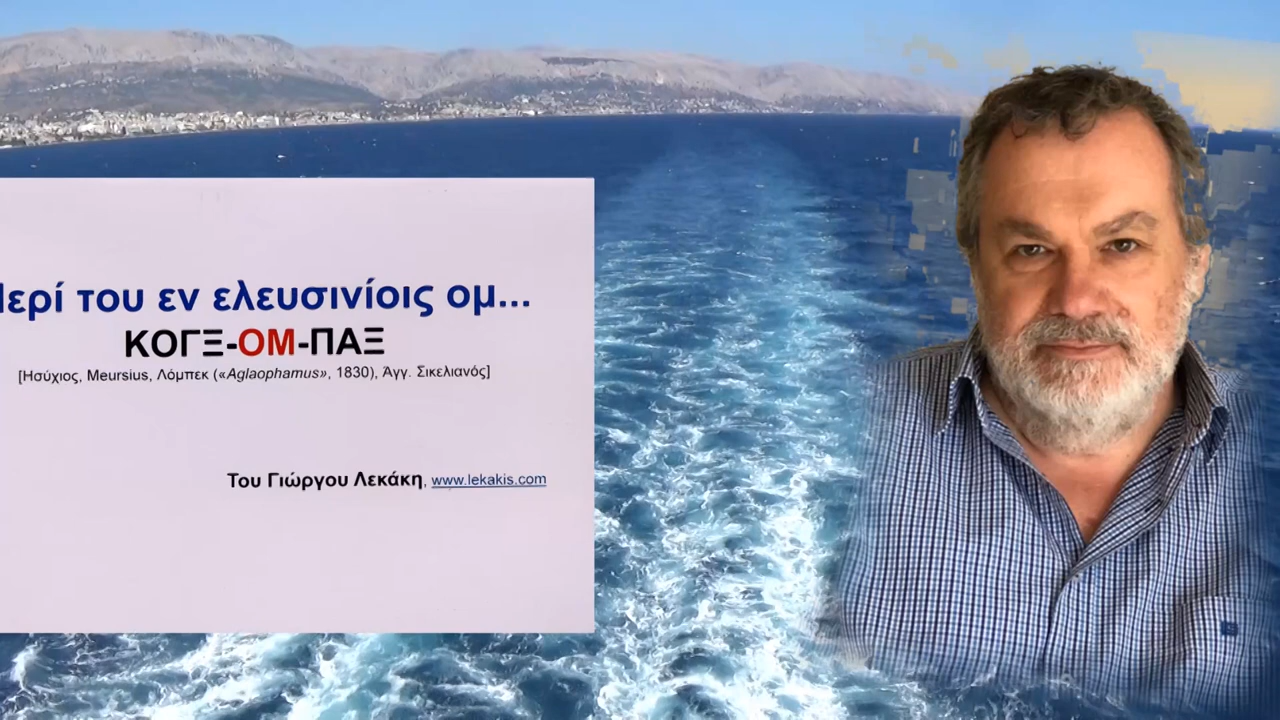 Περί του εν ελευσινίοις ομ...
ΚΟΓΞ-ΟΜ-ΠΑΞ
[Ησύχιος, Meursius, Λόμπεκ («Aglaophamus», 1830), Άγγ. Σικελιανός]
Του Γιώργου Λεκάκη, www.lekakis.com